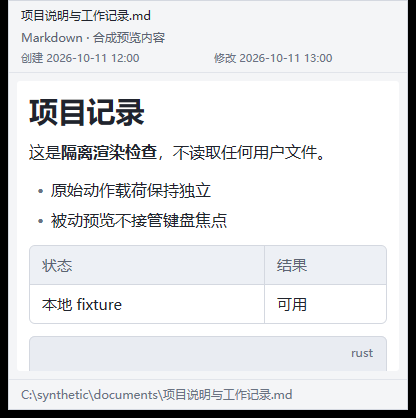 项目说明与工作记录.md
Markdown · 合成预览内容
创建 2026-10-11 12:00 修改 2026-10-11 13:00
项目记录
这是隔离渲染检查，不读取任何用户文件。
• 原始动作载荷保持独立
• 被动预览不接管键盘焦点
状态 结果
本地 fixture 可用
rust
C:\synthetic\documents\项目说明与工作记录.md